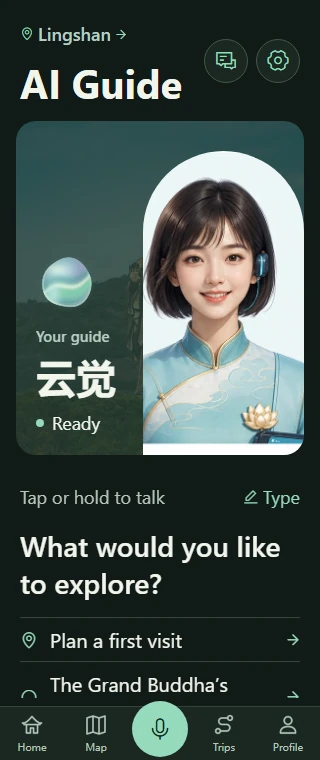 Lingshan
AI Guide
Your guide
云觉
Ready
Tap or hold to talk
Type
What would you like
to explore?
Plan a first visit
The Grand Buddha’s
Home
Map
Trips
Profile